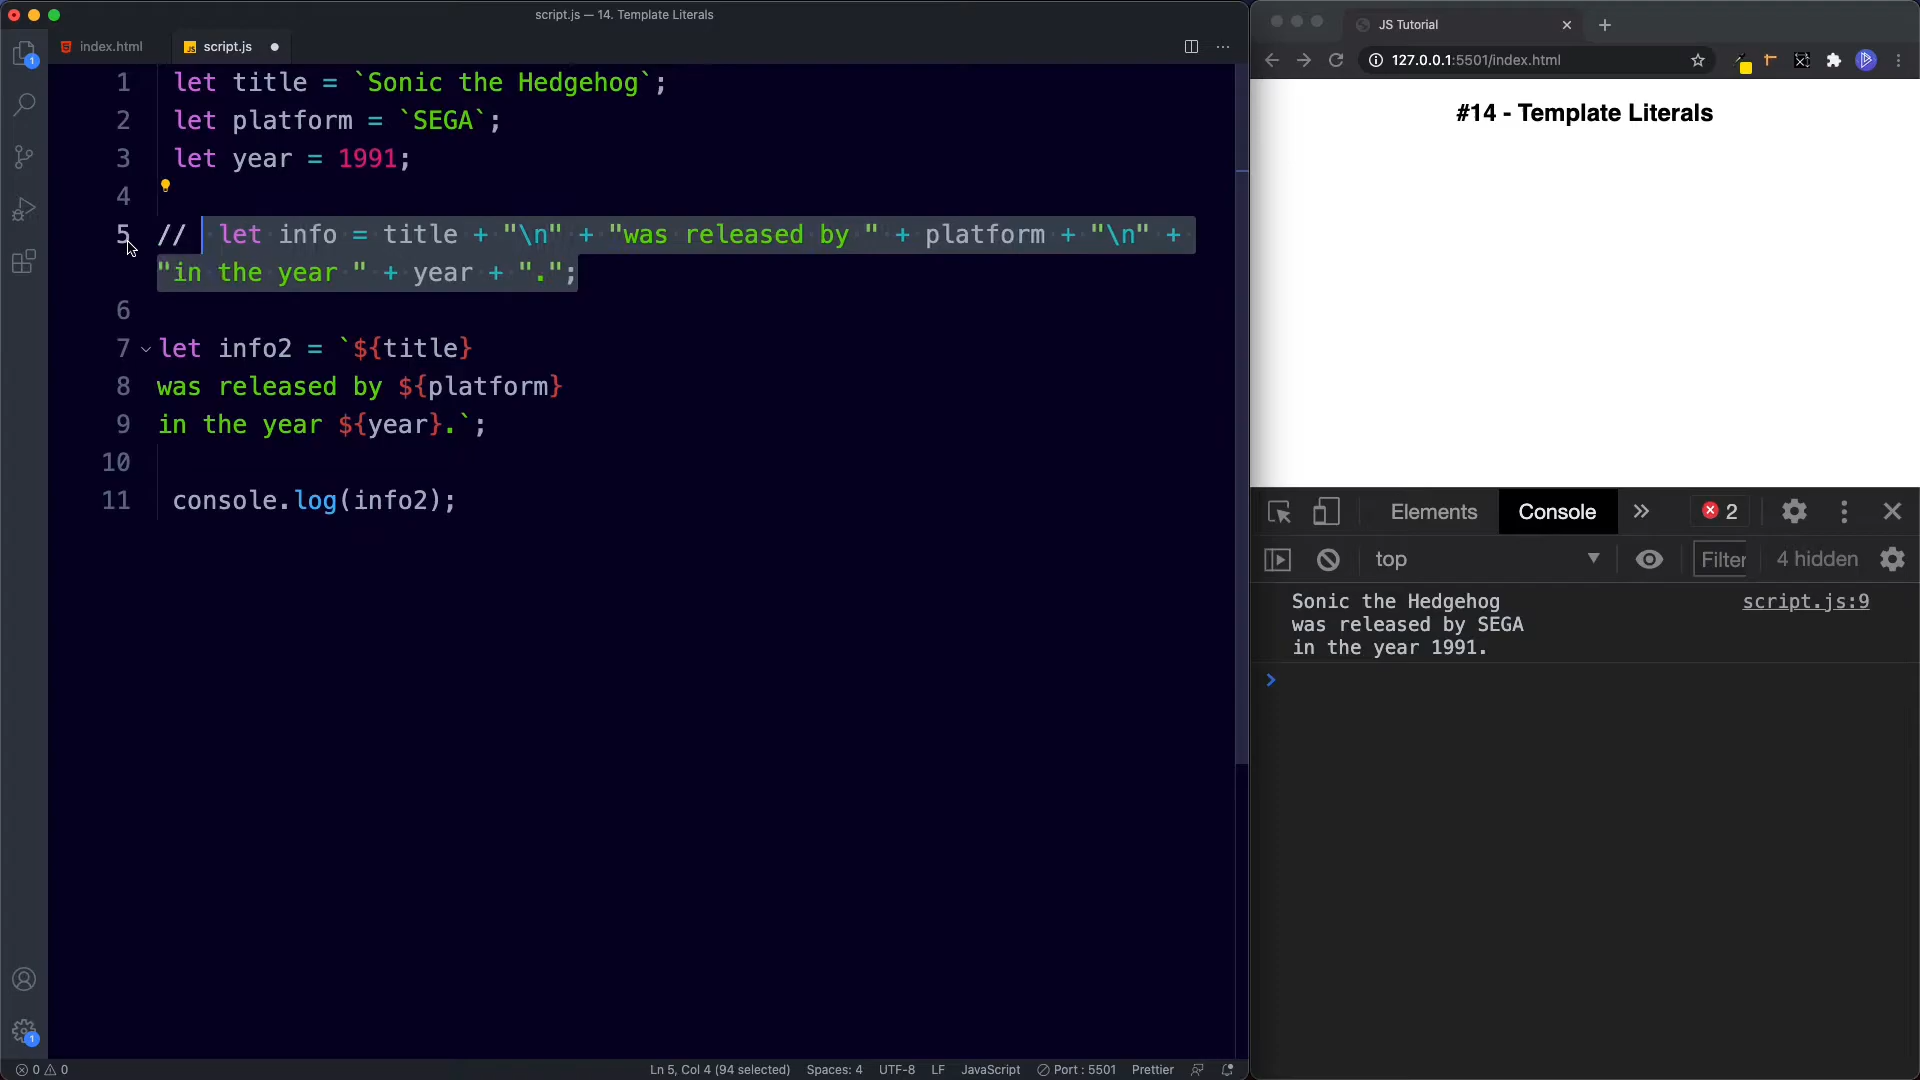 script.js — 14. Template Literals
index.html
script.js
1 let title = `Sonic the Hedgehog`;
2 let platform = `SEGA`;
3 let year = 1991;
4
5 // let info = title + "\n" + "was released by " + platform + "\n" +
"in the year " + year + ".";
6
7 let info2 = `${title}
8 was released by ${platform}
9 in the year ${year}.`;
10
11 console.log(info2);
1
1
0 0
Ln 5, Col 4 (94 selected) Spaces: 4 UTF-8 LF JavaScript Port : 5501 Prettier
JS Tutorial
127.0.0.1:5501/index.html
#14 - Template Literals
Elements Console » 2
top Filter 4 hidden
Sonic the Hedgehog script.js:9
was released by SEGA
in the year 1991.